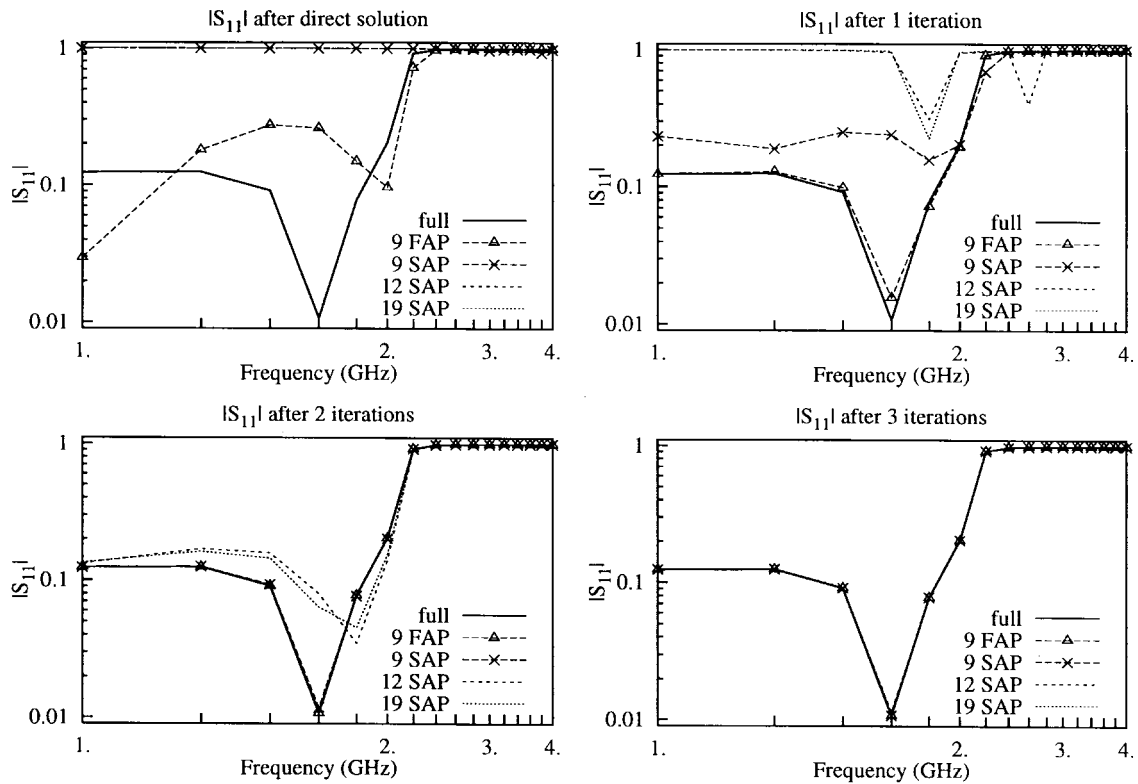 |S11| after direct solution
1
0.1
0.01
|S11|
full
9 FAP
9 SAP
12 SAP
19 SAP
1. 2. 3. 4.
Frequency (GHz)
|S11| after 1 iteration
1
0.1
0.01
|S11|
full
9 FAP
9 SAP
12 SAP
19 SAP
1. 2. 3. 4.
Frequency (GHz)
|S11| after 2 iterations
1
0.1
0.01
|S11|
full
9 FAP
9 SAP
12 SAP
19 SAP
1. 2. 3. 4.
Frequency (GHz)
|S11| after 3 iterations
1
0.1
0.01
|S11|
full
9 FAP
9 SAP
12 SAP
19 SAP
1. 2. 3. 4.
Frequency (GHz)